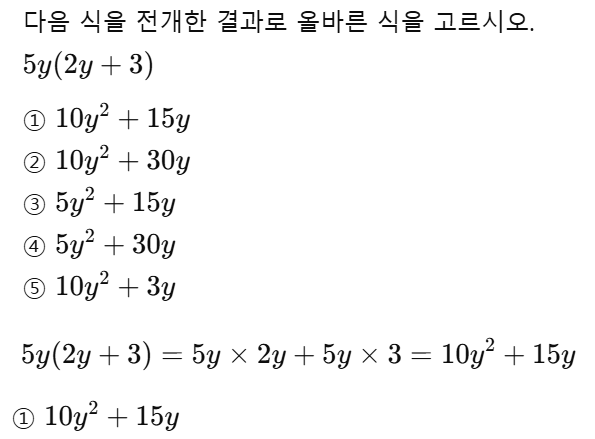 다음 식을 전개한 결과로 올바른 식을 고르시오.
5y(2y + 3)
① 10y² + 15y
② 10y² + 30y
③ 5y² + 15y
④ 5y² + 30y
⑤ 10y² + 3y
5y(2y + 3) = 5y × 2y + 5y × 3 = 10y² + 15y
① 10y² + 15y